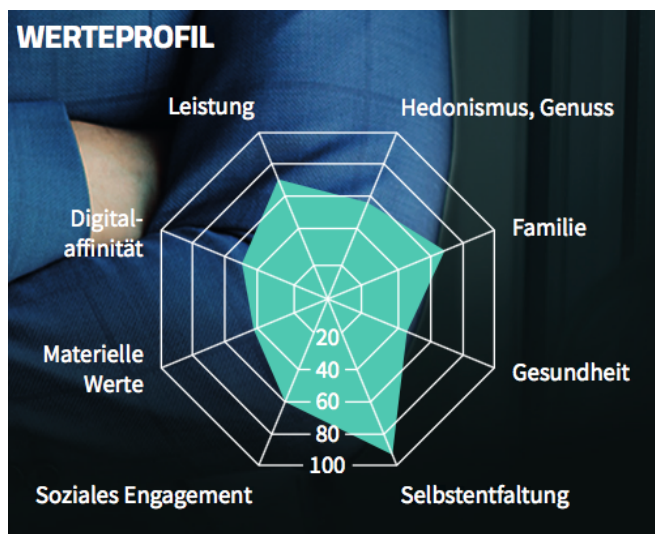 WERTEPROFIL
Leistung
Hedonismus, Genuss
Digital-
affinität
Familie
Materielle
Werte
Gesundheit
20
40
60
80
100
Soziales Engagement
Selbstentfaltung